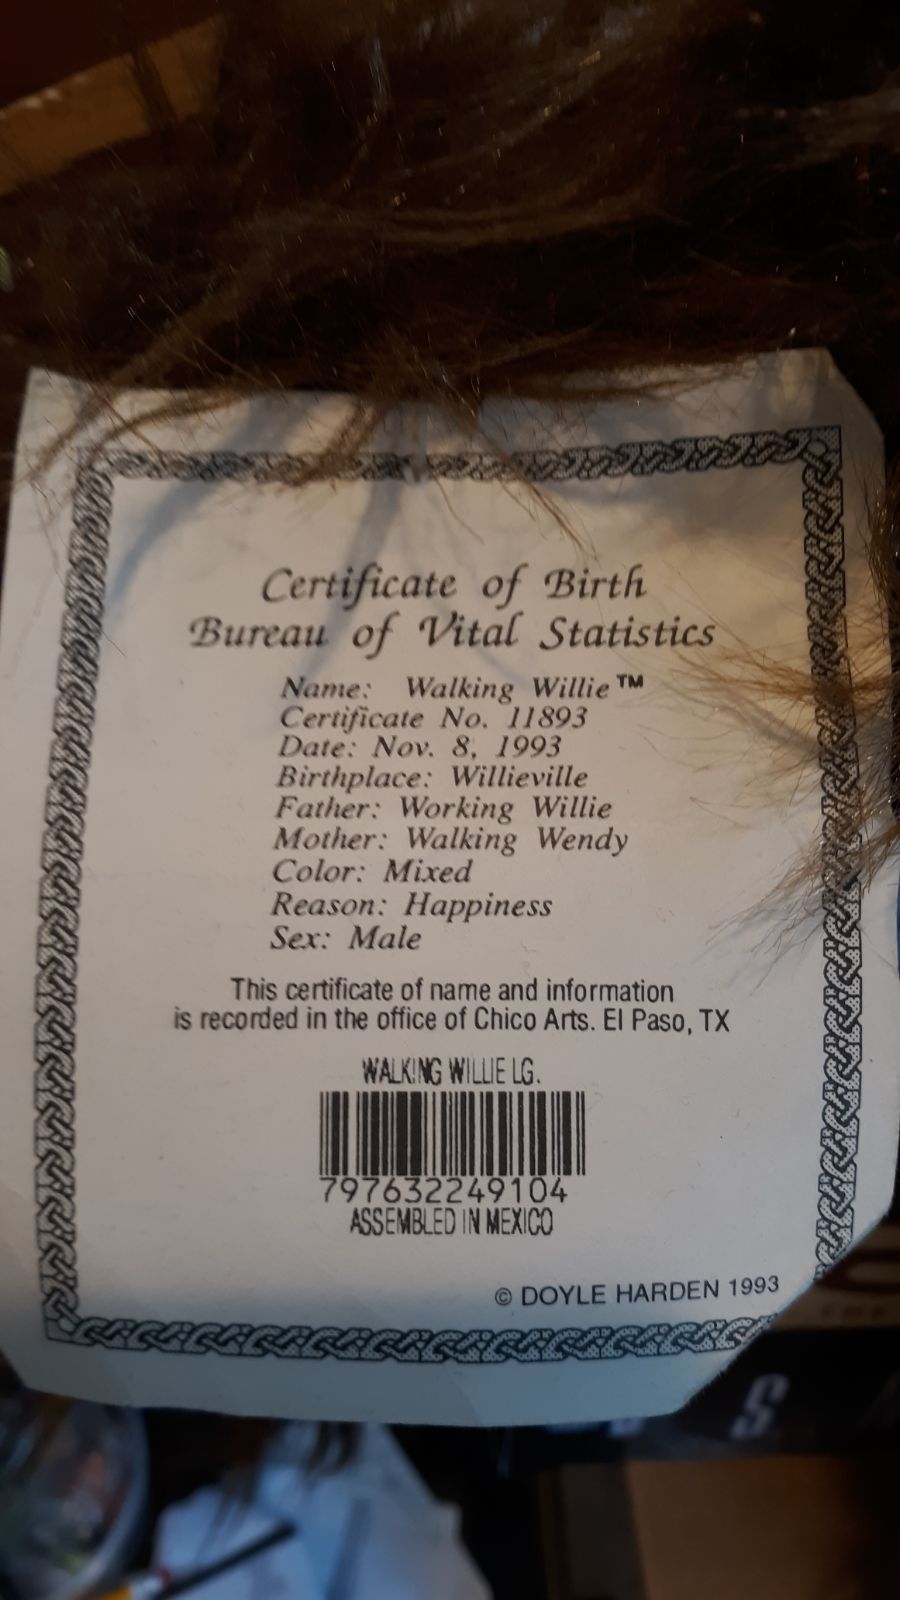 Certificate of Birth
Bureau of Vital Statistics
Name: Walking Willie™
Certificate No. 11893
Date: Nov. 8, 1993
Birthplace: Willieville
Father: Working Willie
Mother: Walking Wendy
Color: Mixed
Reason: Happiness
Sex: Male
This certificate of name and information
is recorded in the office of Chico Arts. El Paso, TX
WALKING WILLIE LG.
797632249104
ASSEMBLED IN MEXICO
© DOYLE HARDEN 1993
S